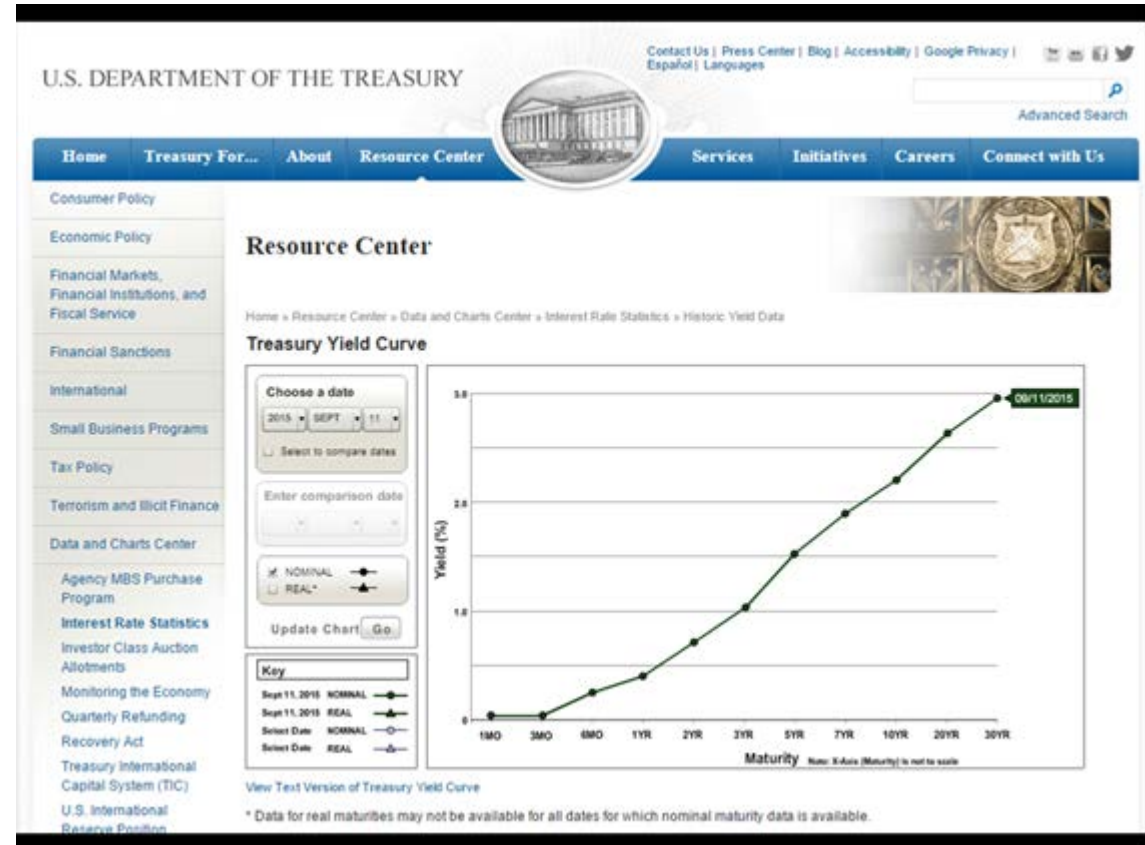 Contact Us | Press Center | Blog | Accessibility | Google Privacy |
Español | Languages
U.S. DEPARTMENT OF THE TREASURY
Advanced Search
Home Treasury For... About Resource Center Services Initiatives Careers Connect with Us
Consumer Policy
Economic Policy
Financial Markets,
Financial Institutions, and
Fiscal Service
Financial Sanctions
International
Small Business Programs
Tax Policy
Terrorism and Illicit Finance
Data and Charts Center
Agency MBS Purchase
Program
Interest Rate Statistics
Investor Class Auction
Allotments
Monitoring the Economy
Quarterly Refunding
Recovery Act
Treasury International
Capital System (TIC)
U.S. International
Reserve Position
Resource Center
Home » Resource Center » Data and Charts Center » Interest Rate Statistics » Historic Yield Data
Treasury Yield Curve
Choose a date
2015 SEPT 11
Select to compare dates
Enter comparison date
NOMINAL
REAL*
Update Chart Go
Key
Sept 11, 2015 NOMINAL
Sept 11, 2015 REAL
Select Date NOMINAL
Select Date REAL
09/11/2015
3.0
2.0
1.0
0
Yield (%)
1MO 3MO 6MO 1YR 2YR 3YR 5YR 7YR 10YR 20YR 30YR
Maturity Note: X-Axis (Maturity) is not to scale
View Text Version of Treasury Yield Curve
* Data for real maturities may not be available for all dates for which nominal maturity data is available.